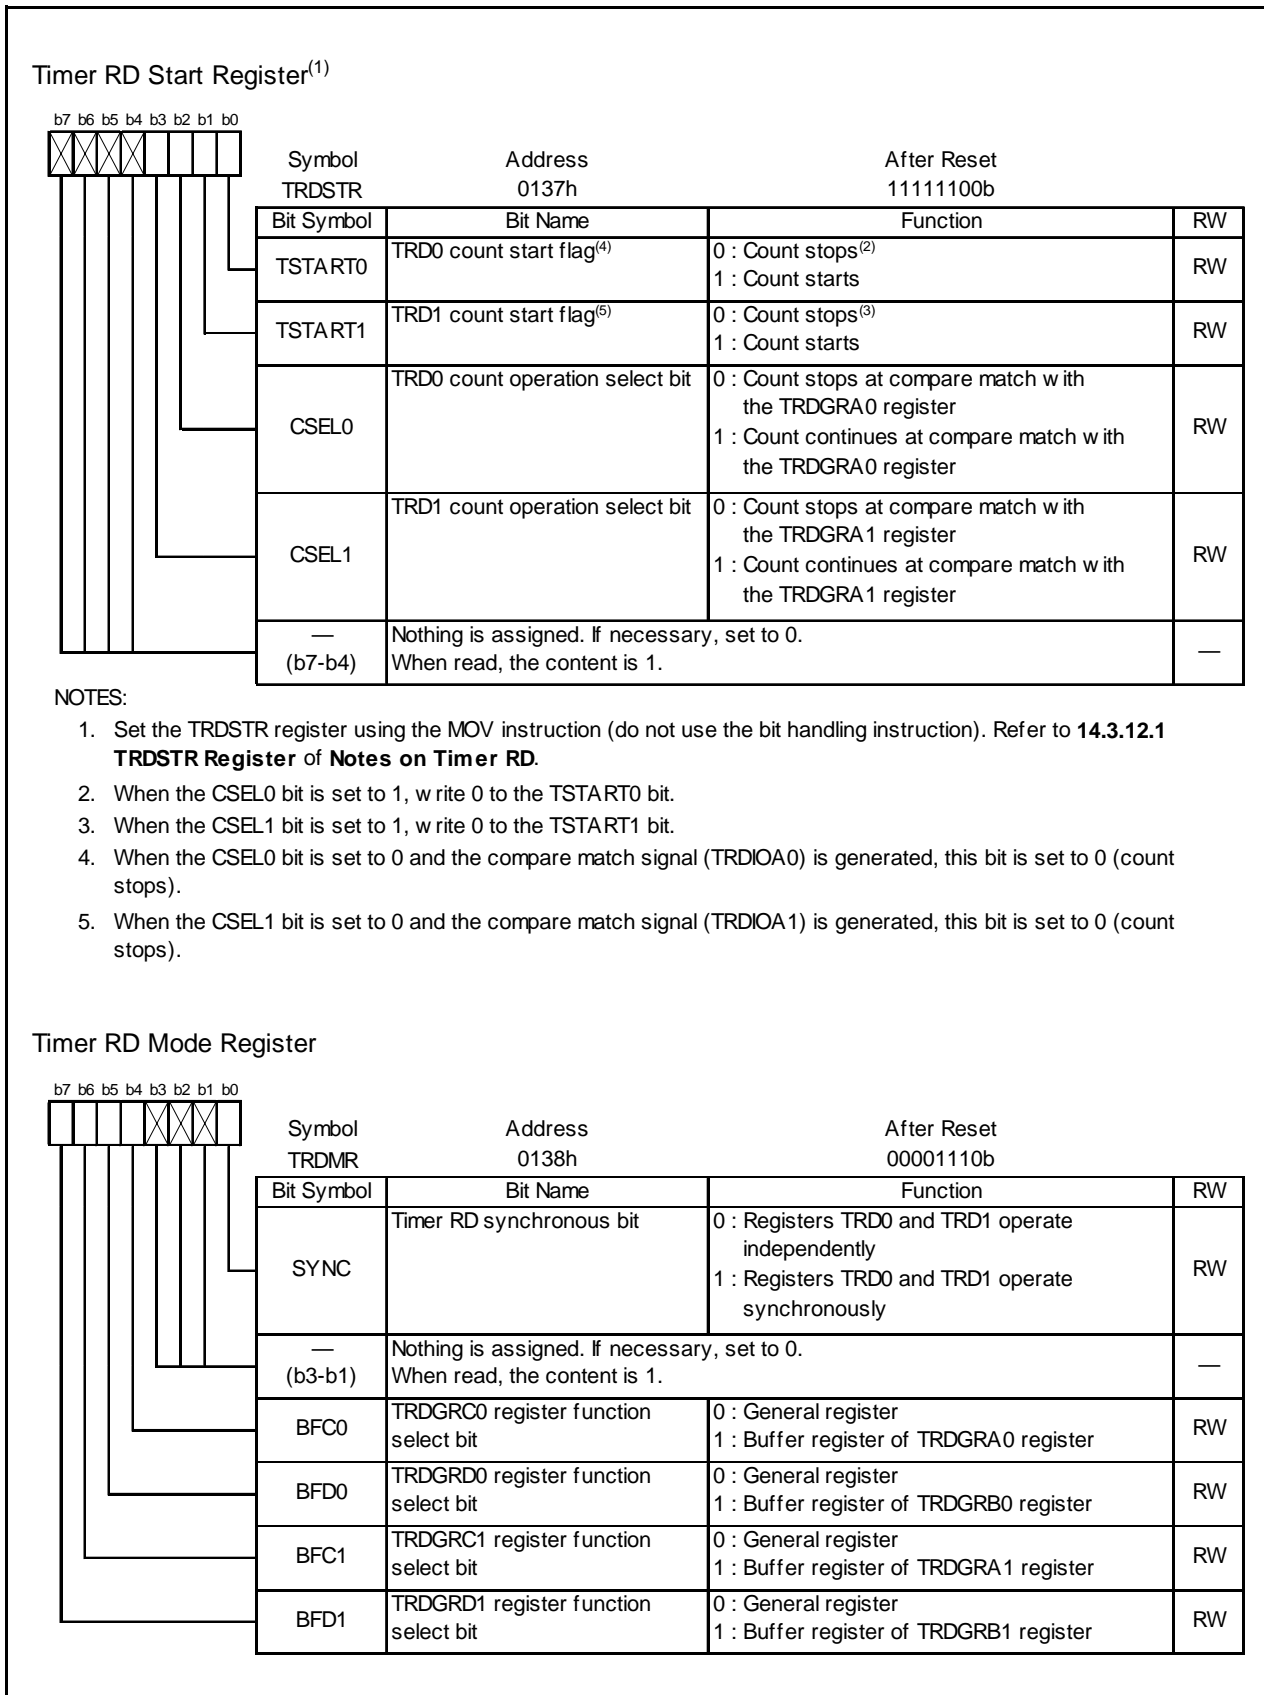 Timer RD Start Register(1)
b7 b6 b5 b4 b3 b2 b1 b0
Symbol Address After Reset
TRDSTR 0137h 11111100b
Bit Symbol Bit Name Function RW
TSTART0 TRD0 count start flag(4) 0 : Count stops(2) RW
1 : Count starts
TSTART1 TRD1 count start flag(5) 0 : Count stops(3) RW
1 : Count starts
CSEL0 TRD0 count operation select bit 0 : Count stops at compare match with RW
the TRDGRA0 register
1 : Count continues at compare match with
the TRDGRA0 register
CSEL1 TRD1 count operation select bit 0 : Count stops at compare match with RW
the TRDGRA1 register
1 : Count continues at compare match with
the TRDGRA1 register
— Nothing is assigned. If necessary, set to 0. —
(b7-b4) When read, the content is 1.
NOTES:
1. Set the TRDSTR register using the MOV instruction (do not use the bit handling instruction). Refer to 14.3.12.1
TRDSTR Register of Notes on Timer RD.
2. When the CSEL0 bit is set to 1, write 0 to the TSTART0 bit.
3. When the CSEL1 bit is set to 1, write 0 to the TSTART1 bit.
4. When the CSEL0 bit is set to 0 and the compare match signal (TRDIOA0) is generated, this bit is set to 0 (count
stops).
5. When the CSEL1 bit is set to 0 and the compare match signal (TRDIOA1) is generated, this bit is set to 0 (count
stops).
Timer RD Mode Register
b7 b6 b5 b4 b3 b2 b1 b0
Symbol Address After Reset
TRDMR 0138h 00001110b
Bit Symbol Bit Name Function RW
SYNC Timer RD synchronous bit 0 : Registers TRD0 and TRD1 operate RW
independently
1 : Registers TRD0 and TRD1 operate
synchronously
— Nothing is assigned. If necessary, set to 0. —
(b3-b1) When read, the content is 1.
BFC0 TRDGRC0 register function 0 : General register RW
select bit 1 : Buffer register of TRDGRA0 register
BFD0 TRDGRD0 register function 0 : General register RW
select bit 1 : Buffer register of TRDGRB0 register
BFC1 TRDGRC1 register function 0 : General register RW
select bit 1 : Buffer register of TRDGRA1 register
BFD1 TRDGRD1 register function 0 : General register RW
select bit 1 : Buffer register of TRDGRB1 register